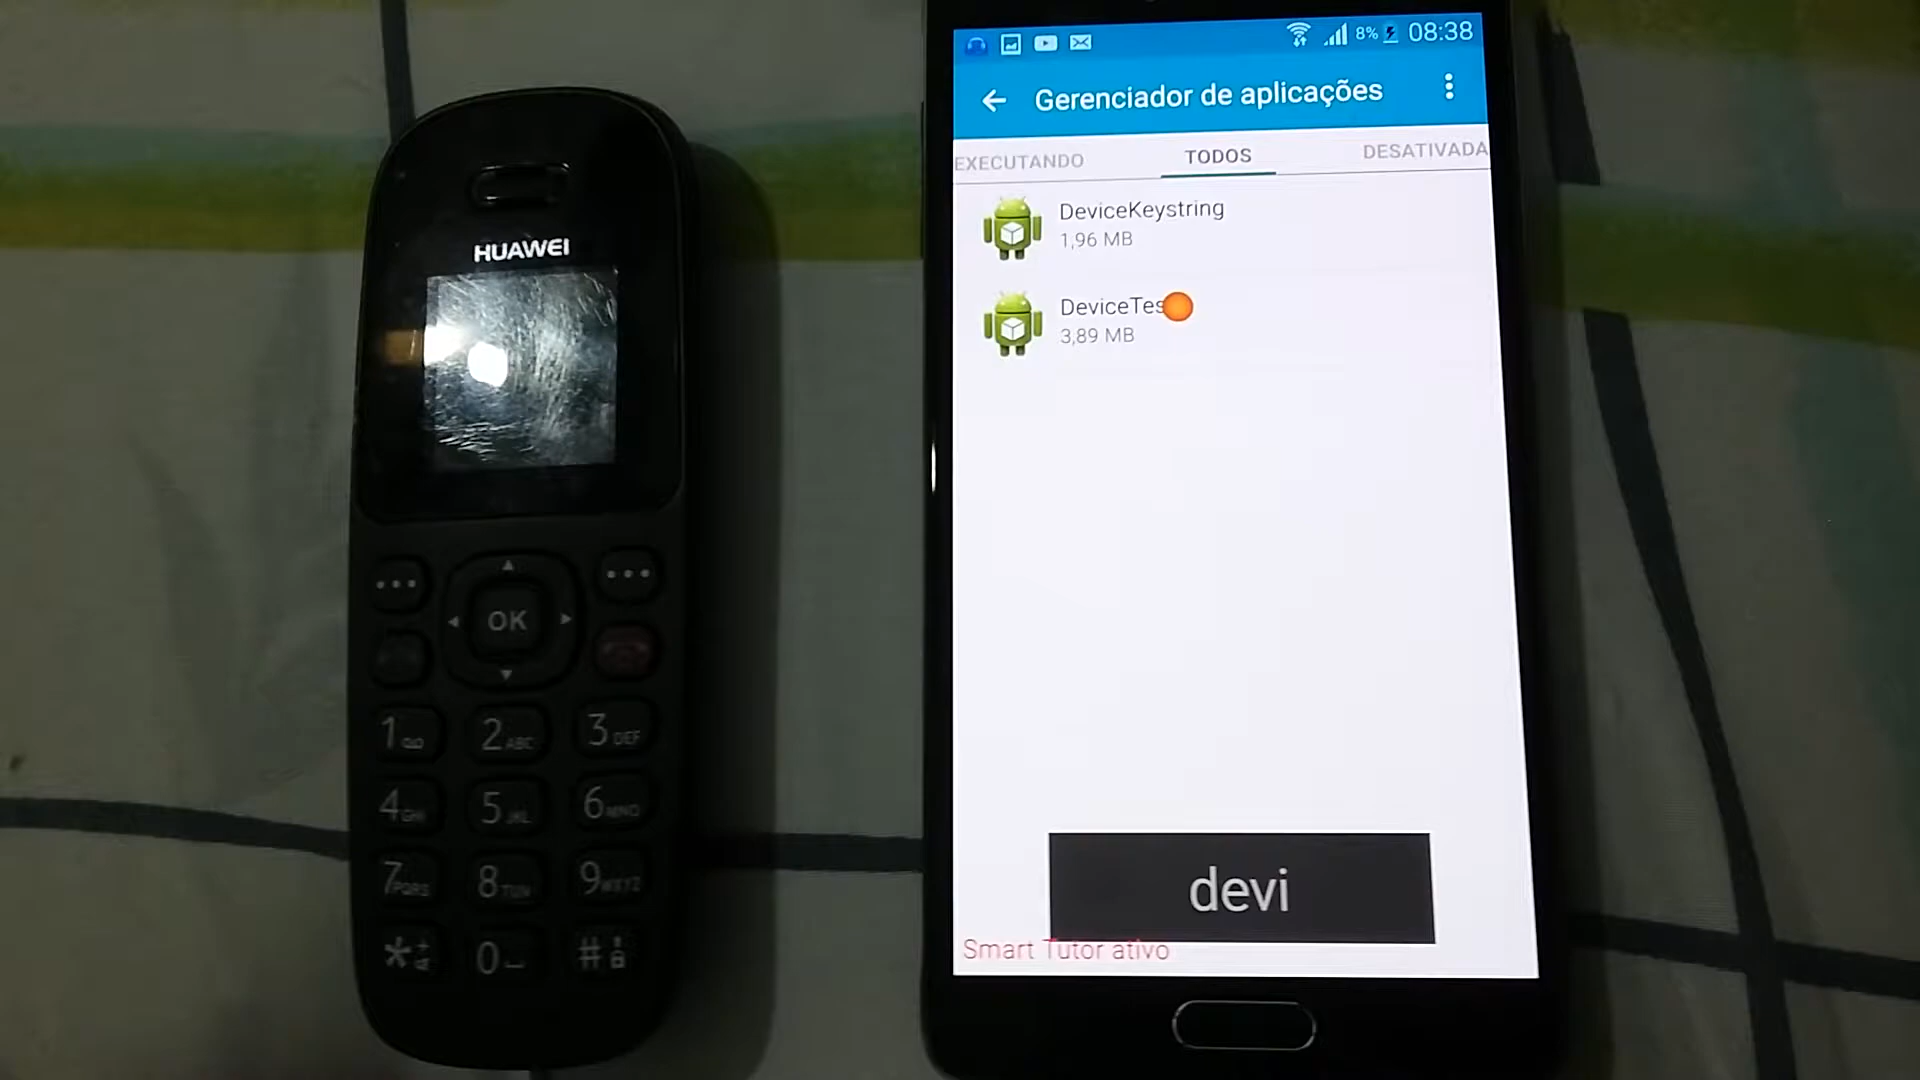 HUAWEI
OK
1
2 ABC
3 DEF
4 GHI
5 JKL
6 MNO
7 PQRS
8 TUV
9 WXYZ
* +
0
#
8% 08:38
Gerenciador de aplicações
EXECUTANDO TODOS DESATIVADA
DeviceKeystring
1,96 MB
DeviceTes
3,89 MB
devi
Smart Tutor ativo